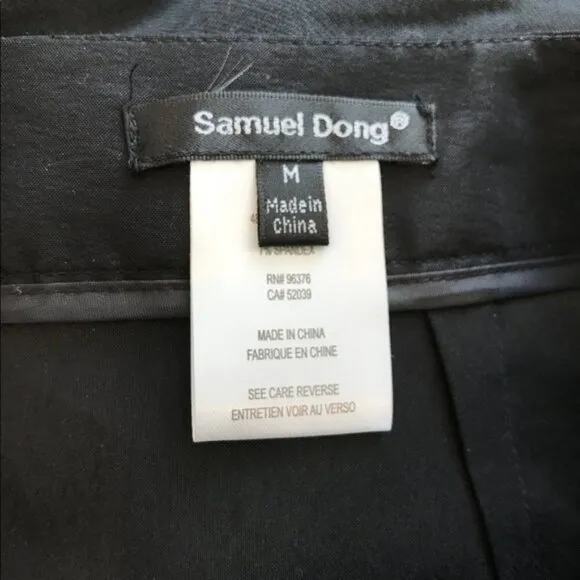 Samuel Dong®
M
Made in
China
SPANDEX
RN# 96376
CA# 52039
MADE IN CHINA
FABRIQUE EN CHINE
SEE CARE REVERSE
ENTRETIEN VOIR AU VERSO